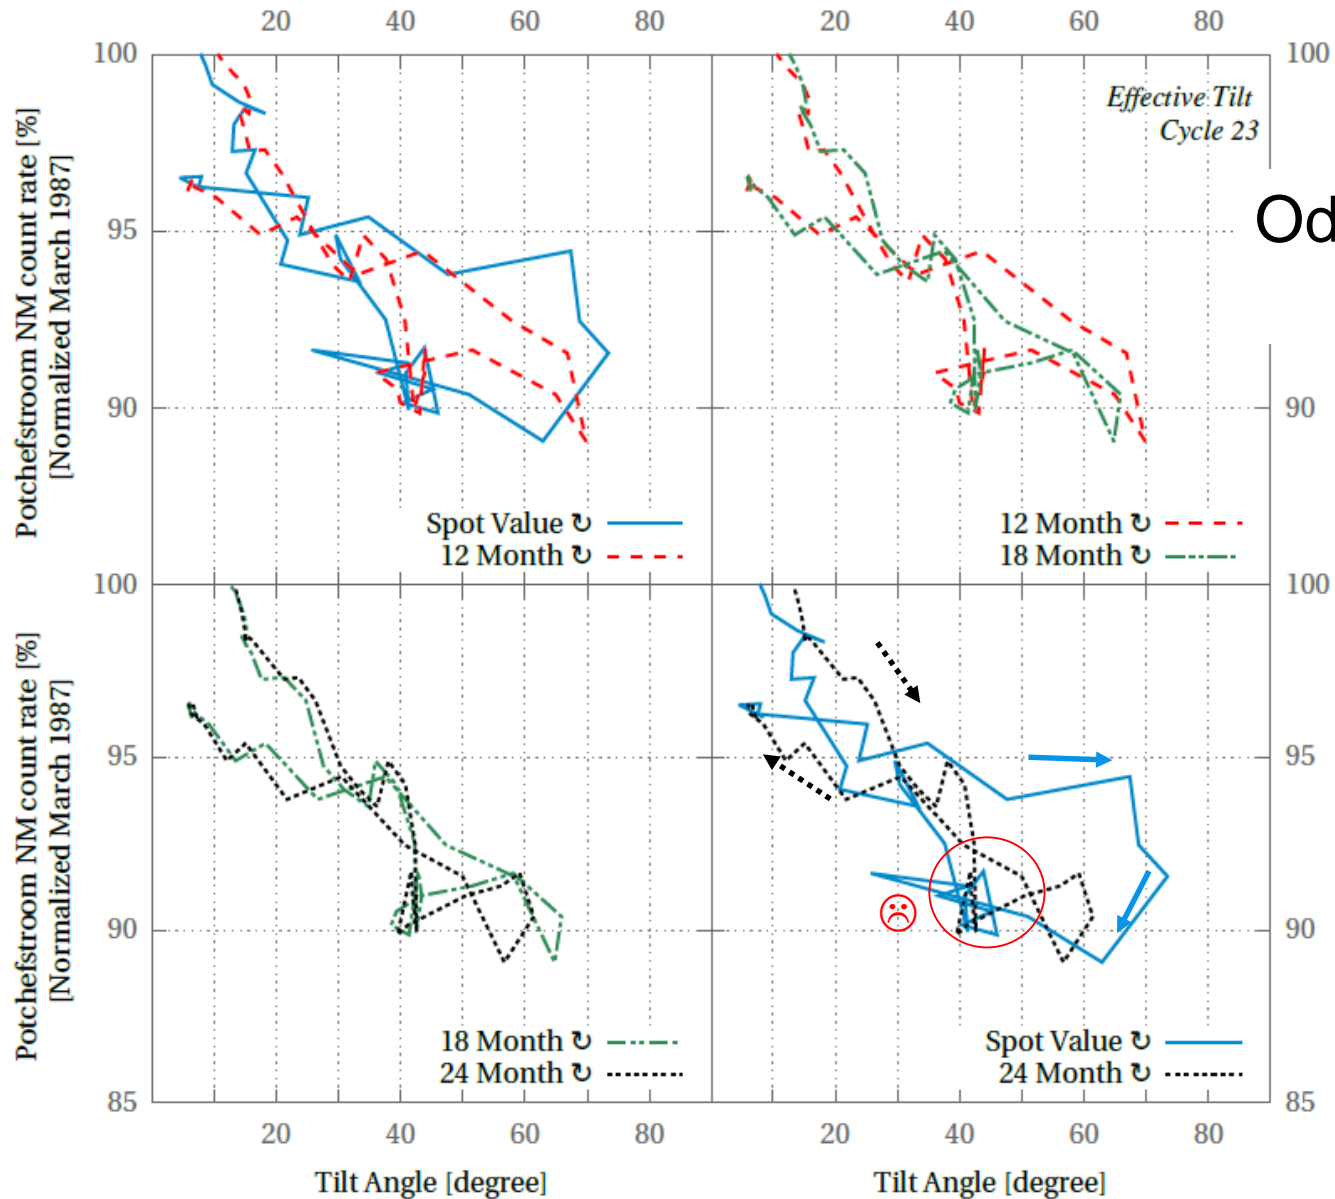 20 40 60 80 20 40 60 80
100 100
Effective Tilt
Cycle 23
Od
95
90 90
Potchefstroom NM count rate [%]
[Normalized March 1987]
Spot Value ↻
12 Month ↻
12 Month ↻
18 Month ↻
100 100
95 95
90 90
85 85
Potchefstroom NM count rate [%]
[Normalized March 1987]
18 Month ↻
24 Month ↻
Spot Value ↻
24 Month ↻
20 40 60 80 20 40 60 80
Tilt Angle [degree] Tilt Angle [degree]